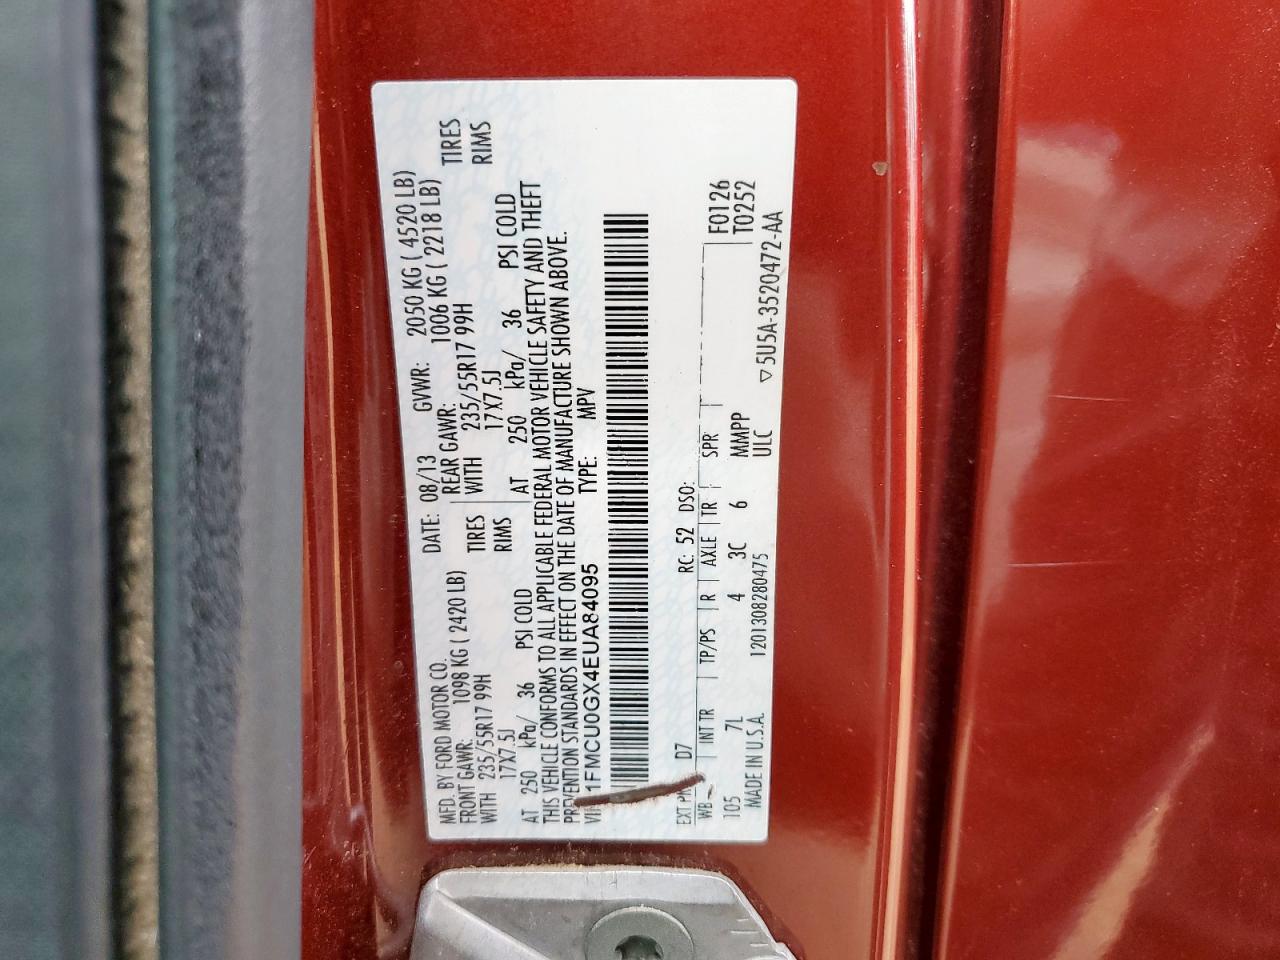 MFD. BY FORD MOTOR CO. DATE: 08/13 GVWR: 2050 KG ( 4520 LB)
FRONT GAWR: 1098 KG ( 2420 LB) REAR GAWR: 1006 KG ( 2218 LB)
WITH 235/55R17 99H TIRES WITH 235/55R17 99H TIRES
17X7.5J RIMS 17X7.5J RIMS
AT 250 kPa/ 36 PSI COLD AT 250 kPa/ 36 PSI COLD
THIS VEHICLE CONFORMS TO ALL APPLICABLE FEDERAL MOTOR VEHICLE SAFETY AND THEFT
PREVENTION STANDARDS IN EFFECT ON THE DATE OF MANUFACTURE SHOWN ABOVE.
VIN: 1FMCU0GX4EUA84095 TYPE: MPV
EXT PNT: D7 RC: 52 DSO: F0126
WB INT TR TP/PS R AXLE TR SPR T0252
105 7L 4 3C 6 MMPP
MADE IN U.S.A. 1201308280475 ULC ▽5U5A-3520472-AA